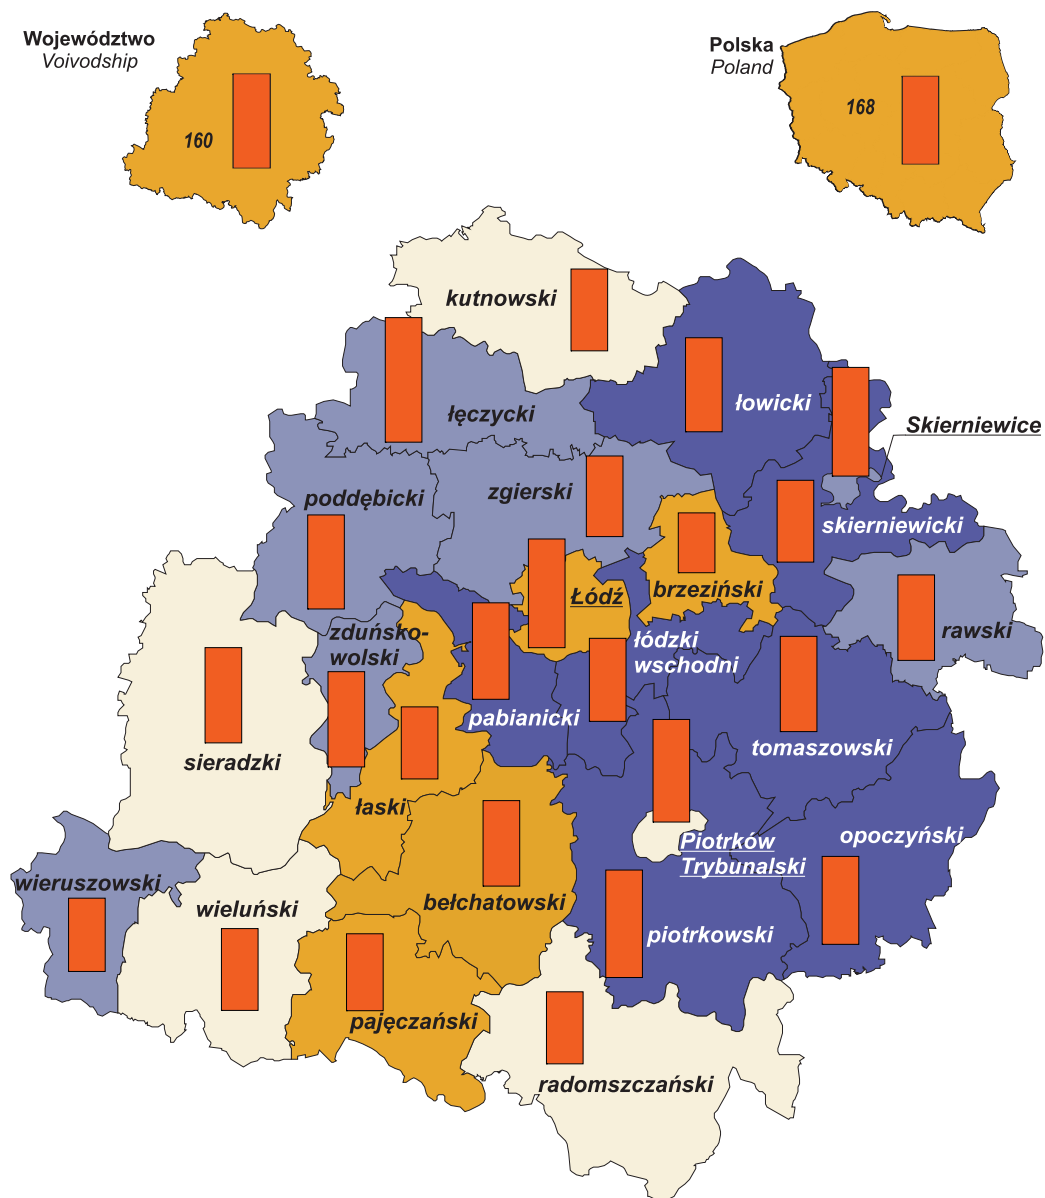 Województwo
Voivodship
160
Polska
Poland
168
kutnowski
łowicki
łęczycki
Skierniewice
zgierski
poddębicki
skierniewicki
brzeziński
Łódź
zduńsko-
wolski
łódzki
wschodni
rawski
pabianicki
tomaszowski
sieradzki
łaski
opoczyński
Piotrków
Trybunalski
wieruszowski
wieluński
bełchatowski
piotrkowski
pajęczański
radomszczański